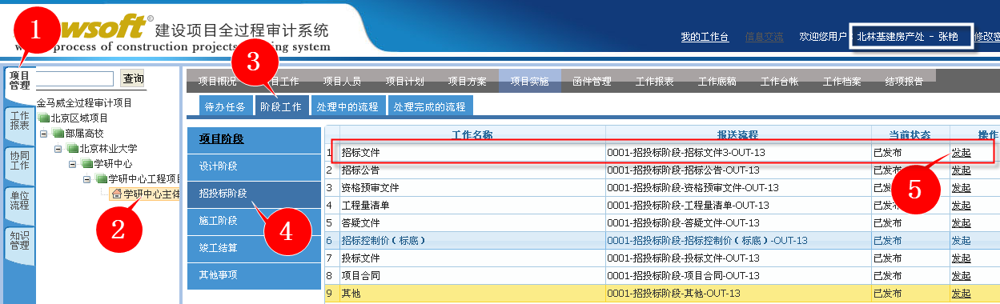 wsoft® 建设项目全过程审计系统
process of construction projects
ing system
我的工作台 信息交流 欢迎您用户: 北林基建房产处 - 张艳 修改密
1
项目管理
工作报表
协同工作
单位流程
知识管理
查询
金马威全过程审计项目
北京区域项目
部属高校
北京林业大学
学研中心
学研中心工程项目
学研中心主体
2
3
项目概况 目工作 项目人员 项目计划 项目方案 项目实施 函件管理 工作报表 工作底稿 工作台帐 工作档案 结项报告
待办任务 阶段工作 处理中的流程 处理完成的流程
项目阶段
设计阶段
招投标阶段
施工阶段
竣工结算
其他事项
4
工作名称 报送流程 当前状态 操作
1 招标文件 0001-招投标阶段-招标文件3-OUT-13 已发布 发起
2 招标公告 0001-招投标阶段-招标公告-OUT-13 已发布 发起
3 资格预审文件 0001-招投标阶段-资格预审文件-OUT-13 发起
4 工程量清单 0001-招投标阶段-工程量清单-OUT-13 发起
5 答疑文件 0001-招投标阶段-答疑文件-OUT-13 已发布 发起
6 招标控制价（标底） 0001-招投标阶段-招标控制价（标底）-OUT-13 已发布 发起
7 投标文件 0001-招投标阶段-投标文件-OUT-13 已发布 发起
8 项目合同 0001-招投标阶段-项目合同-OUT-13 已发布 发起
9 其他 0001-招投标阶段-其他-OUT-13 已发布 发起
5